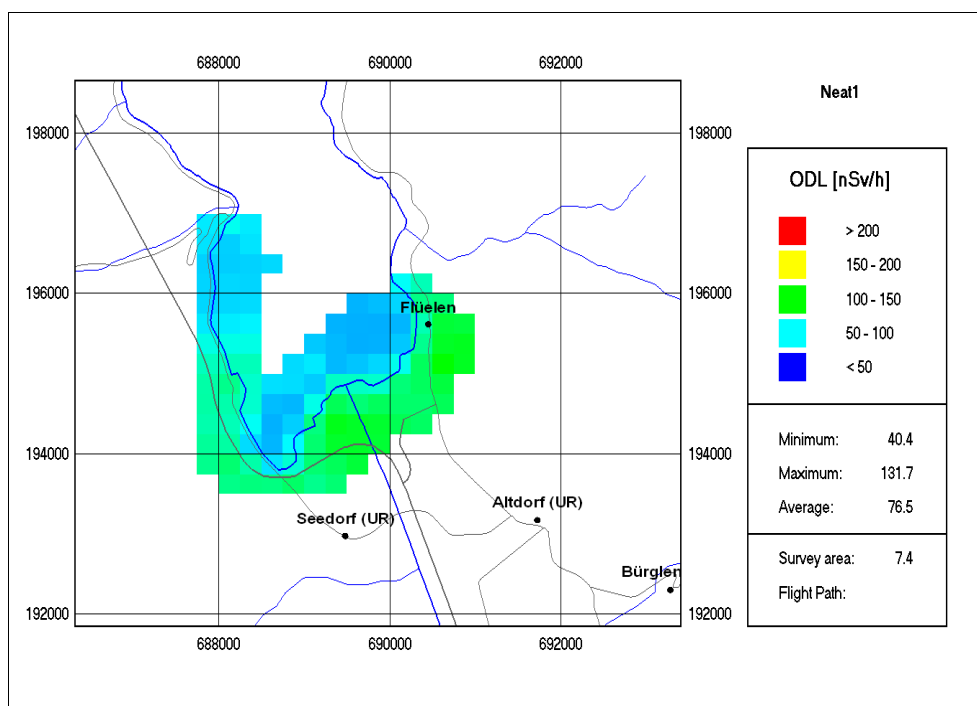 688000 690000 692000
Neat1
198000 198000
ODL [nSv/h]
> 200
150 - 200
100 - 150
50 - 100
< 50
196000 196000
Flüelen
194000 194000
Minimum: 40.4
Maximum: 131.7
Average: 76.5
Altdorf (UR)
Seedorf (UR)
Survey area: 7.4
Bürglen
Flight Path:
192000 192000
688000 690000 692000